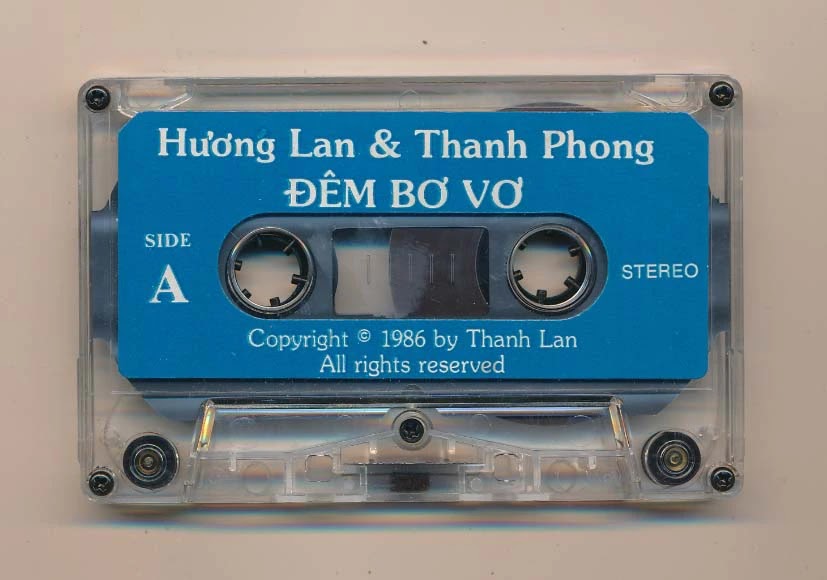 Hương Lan & Thanh Phong
ĐÊM BƠ VƠ
SIDE
A
STEREO
Copyright © 1986 by Thanh Lan
All rights reserved